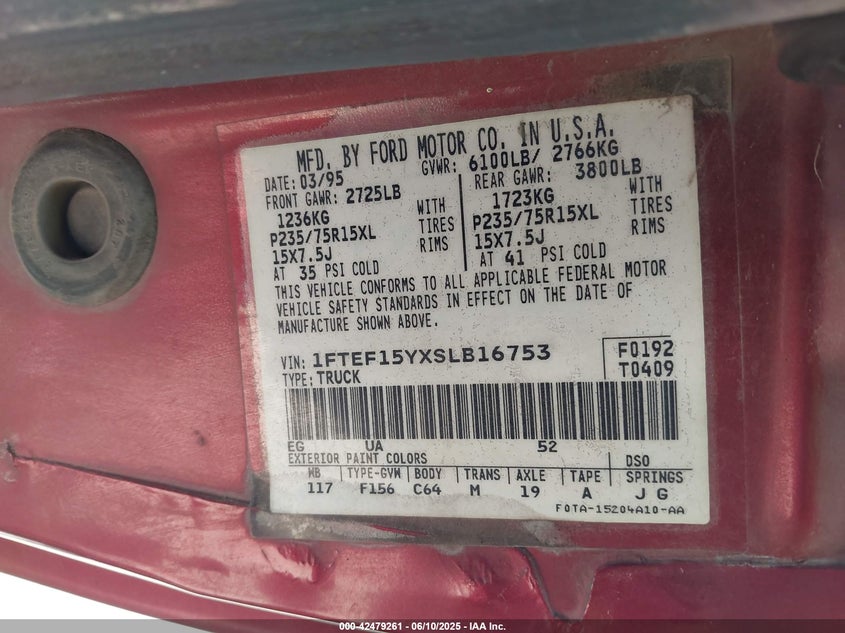 MFD. BY FORD MOTOR CO. IN U.S.A.
DATE: 03/95 GVWR: 6100LB/ 2766KG
FRONT GAWR: 2725LB REAR GAWR: 3800LB
1236KG WITH 1723KG WITH
P235/75R15XL TIRES P235/75R15XL TIRES
15X7.5J RIMS 15X7.5J RIMS
AT 35 PSI COLD AT 41 PSI COLD
THIS VEHICLE CONFORMS TO ALL APPLICABLE FEDERAL MOTOR
VEHICLE SAFETY STANDARDS IN EFFECT ON THE DATE OF
MANUFACTURE SHOWN ABOVE.
VIN: 1FTEF15YXSLB16753 F0192
TYPE: TRUCK T0409
EG UA 52
EXTERIOR PAINT COLORS DSO
WB TYPE-GVW BODY TRANS AXLE TAPE SPRINGS
117 F156 C64 M 19 A J G
F0TA-15204A10-AA
000-42479261 - 06/10/2025 - IAA Inc.